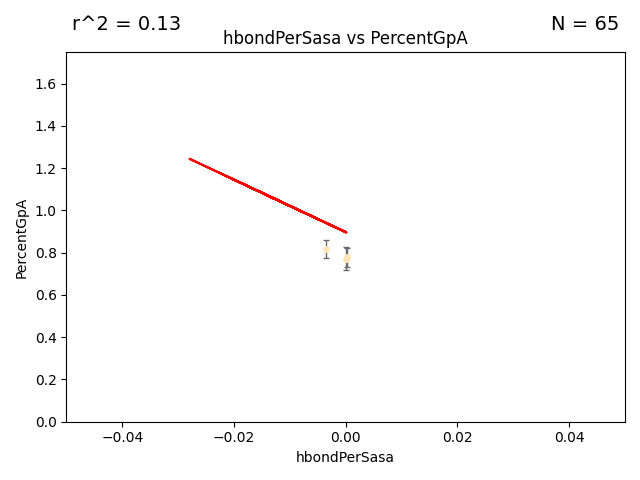 r^2 = 0.13
N = 65
hbondPerSasa vs PercentGpA
1.6
1.4
1.2
1.0
0.8
0.6
0.4
0.2
0.0
PercentGpA
−0.04
−0.02
0.00
0.02
0.04
hbondPerSasa